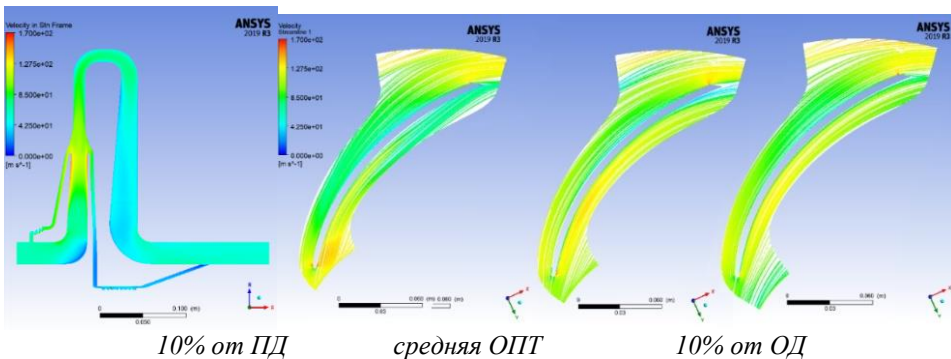 Velocity in Stn Frame
1.700e+02
1.275e+02
8.500e+01
4.250e+01
0.000e+00
[m s^-1]
ANSYS
2019 R3
0 0.100 (m)
0.050
Velocity
Streamline 1
1.700e+02
1.275e+02
8.500e+01
4.250e+01
0.000e+00
[m s^-1]
ANSYS
2019 R3
0 0.060 (m)
0.03
ANSYS
2019 R3
0.060 (m)
0 0.060 (m)
0.03
ANSYS
2019 R3
0 0.060 (m)
0.03
10% от ПД средняя ОПТ 10% от ОД